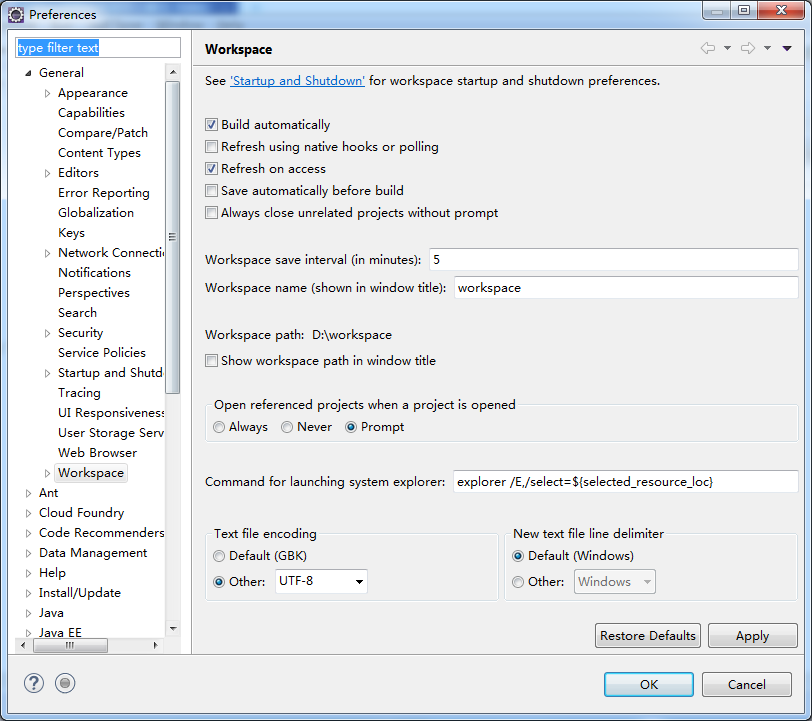 Preferences
type filter text
General
Appearance
Capabilities
Compare/Patch
Content Types
Editors
Error Reporting
Globalization
Keys
Network Connecti
Notifications
Perspectives
Search
Security
Service Policies
Startup and Shutd
Tracing
UI Responsiveness
User Storage Serv
Web Browser
Workspace
Ant
Cloud Foundry
Code Recommenders
Data Management
Help
Install/Update
Java
Java EE
Workspace
See 'Startup and Shutdown' for workspace startup and shutdown preferences.
Build automatically
Refresh using native hooks or polling
Refresh on access
Save automatically before build
Always close unrelated projects without prompt
Workspace save interval (in minutes): 5
Workspace name (shown in window title): workspace
Workspace path: D:\workspace
Show workspace path in window title
Open referenced projects when a project is opened
Always Never Prompt
Command for launching system explorer: explorer /E,/select=${selected_resource_loc}
Text file encoding
Default (GBK)
Other: UTF-8
New text file line delimiter
Default (Windows)
Other: Windows
Restore Defaults Apply
? OK Cancel